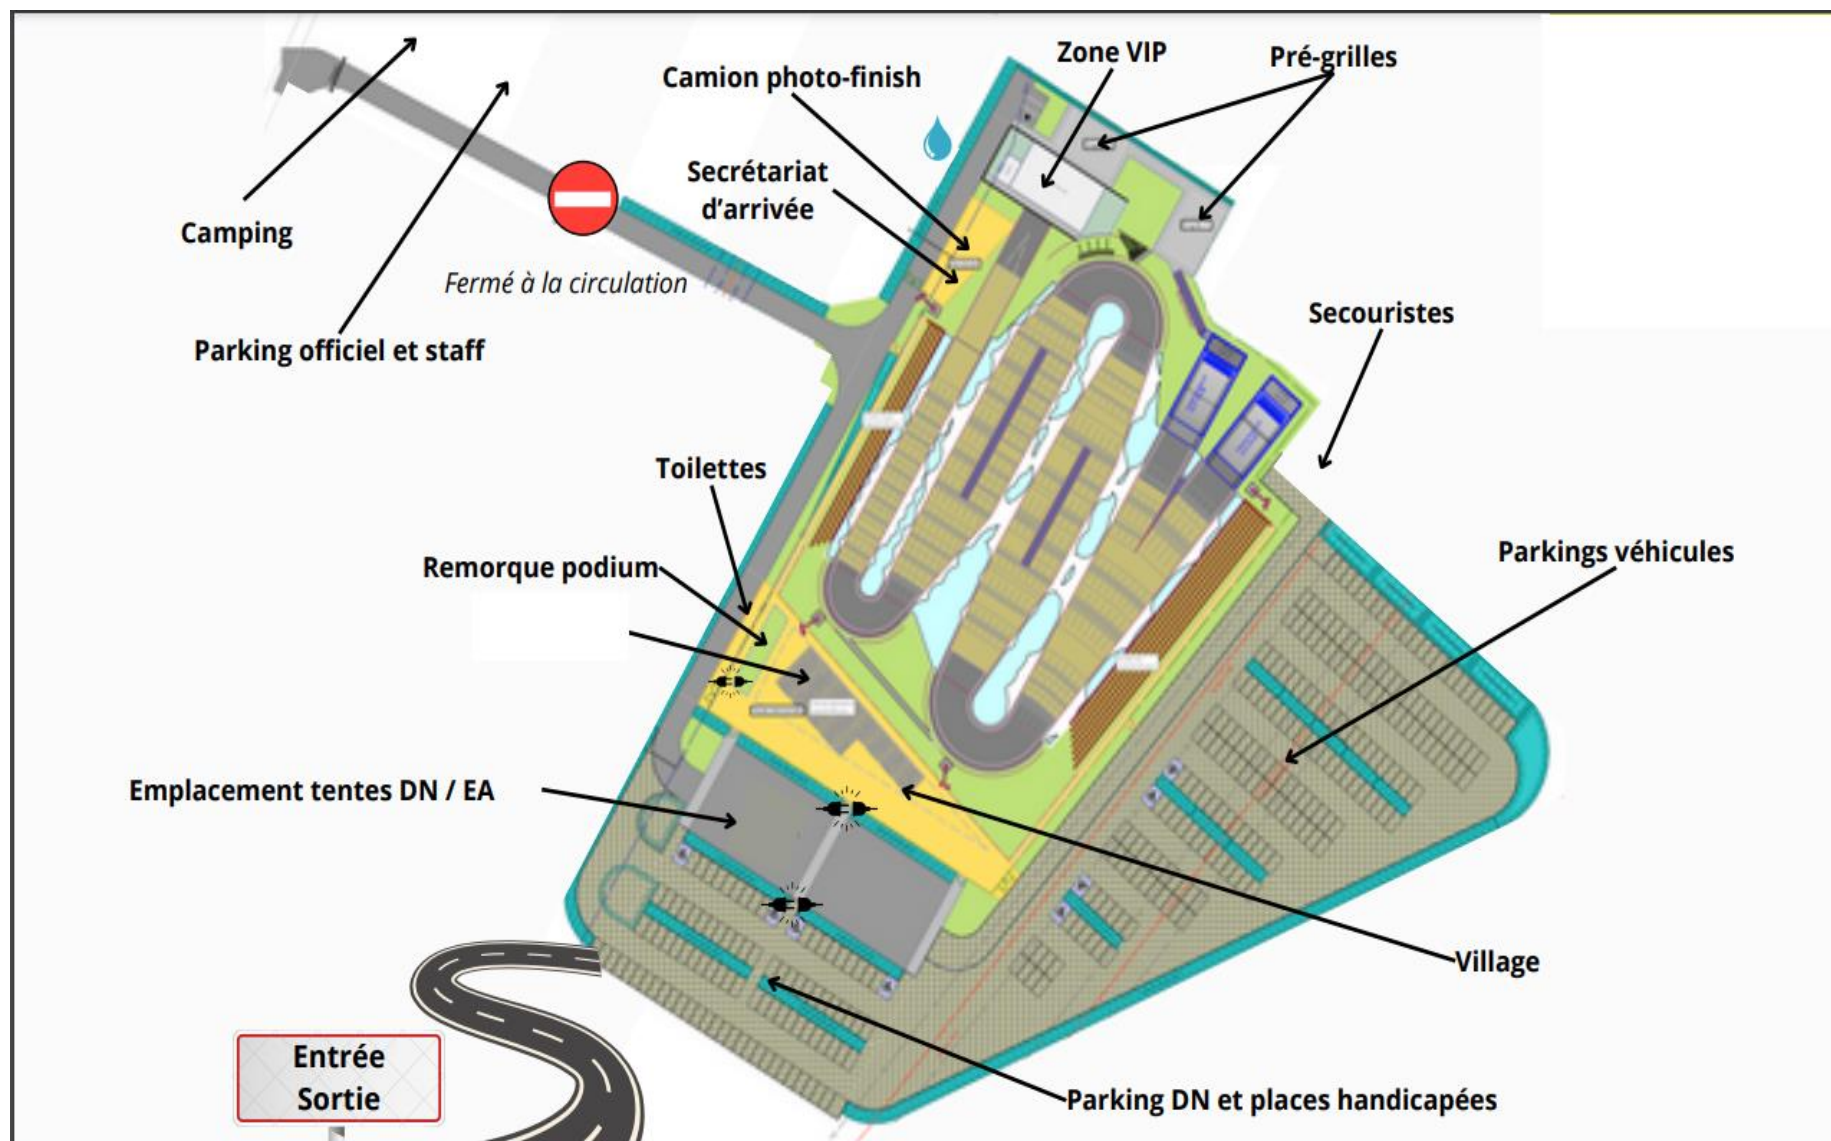 Zone VIP
Pré-grilles
Camion photo-finish
Secrétariat
d’arrivée
Camping
Fermé à la circulation
Secouristes
Parking officiel et staff
Toilettes
Parkings véhicules
Remorque podium
Emplacement tentes DN / EA
Village
Entrée
Sortie
Parking DN et places handicapées